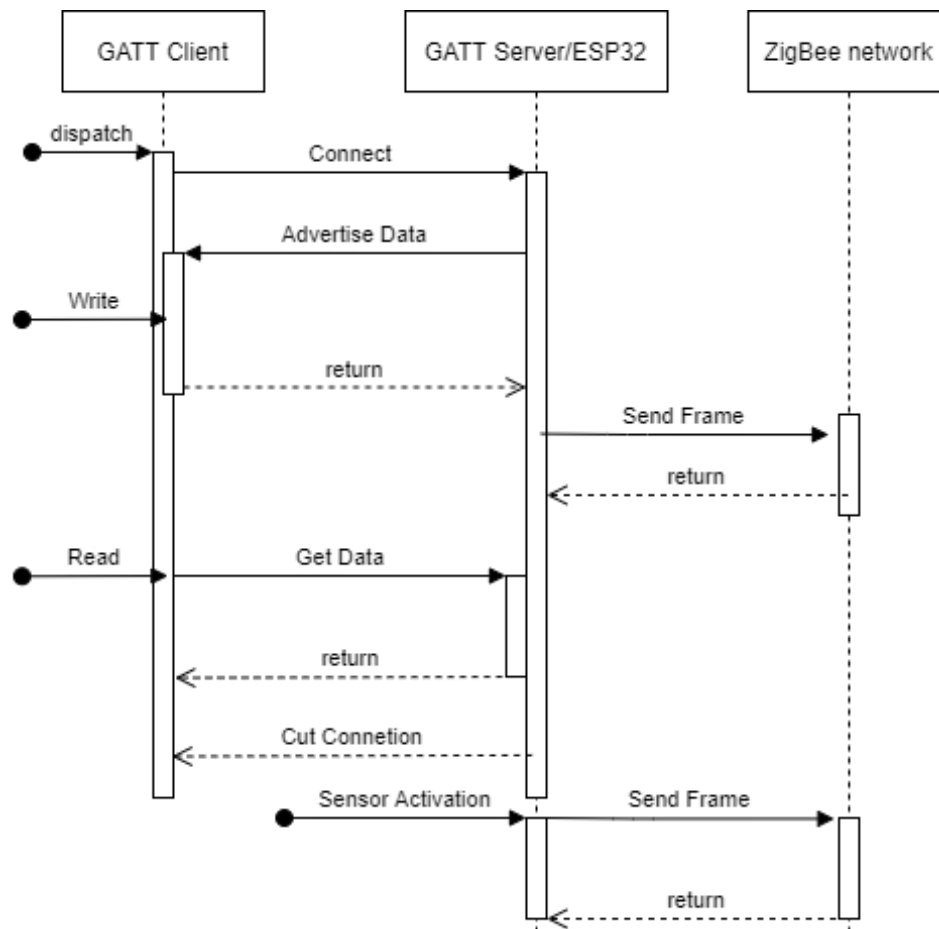 GATT Client
GATT Server/ESP32
ZigBee network
dispatch
Connect
Advertise Data
Write
return
Send Frame
return
Read
Get Data
return
Cut Connetion
Sensor Activation
Send Frame
return